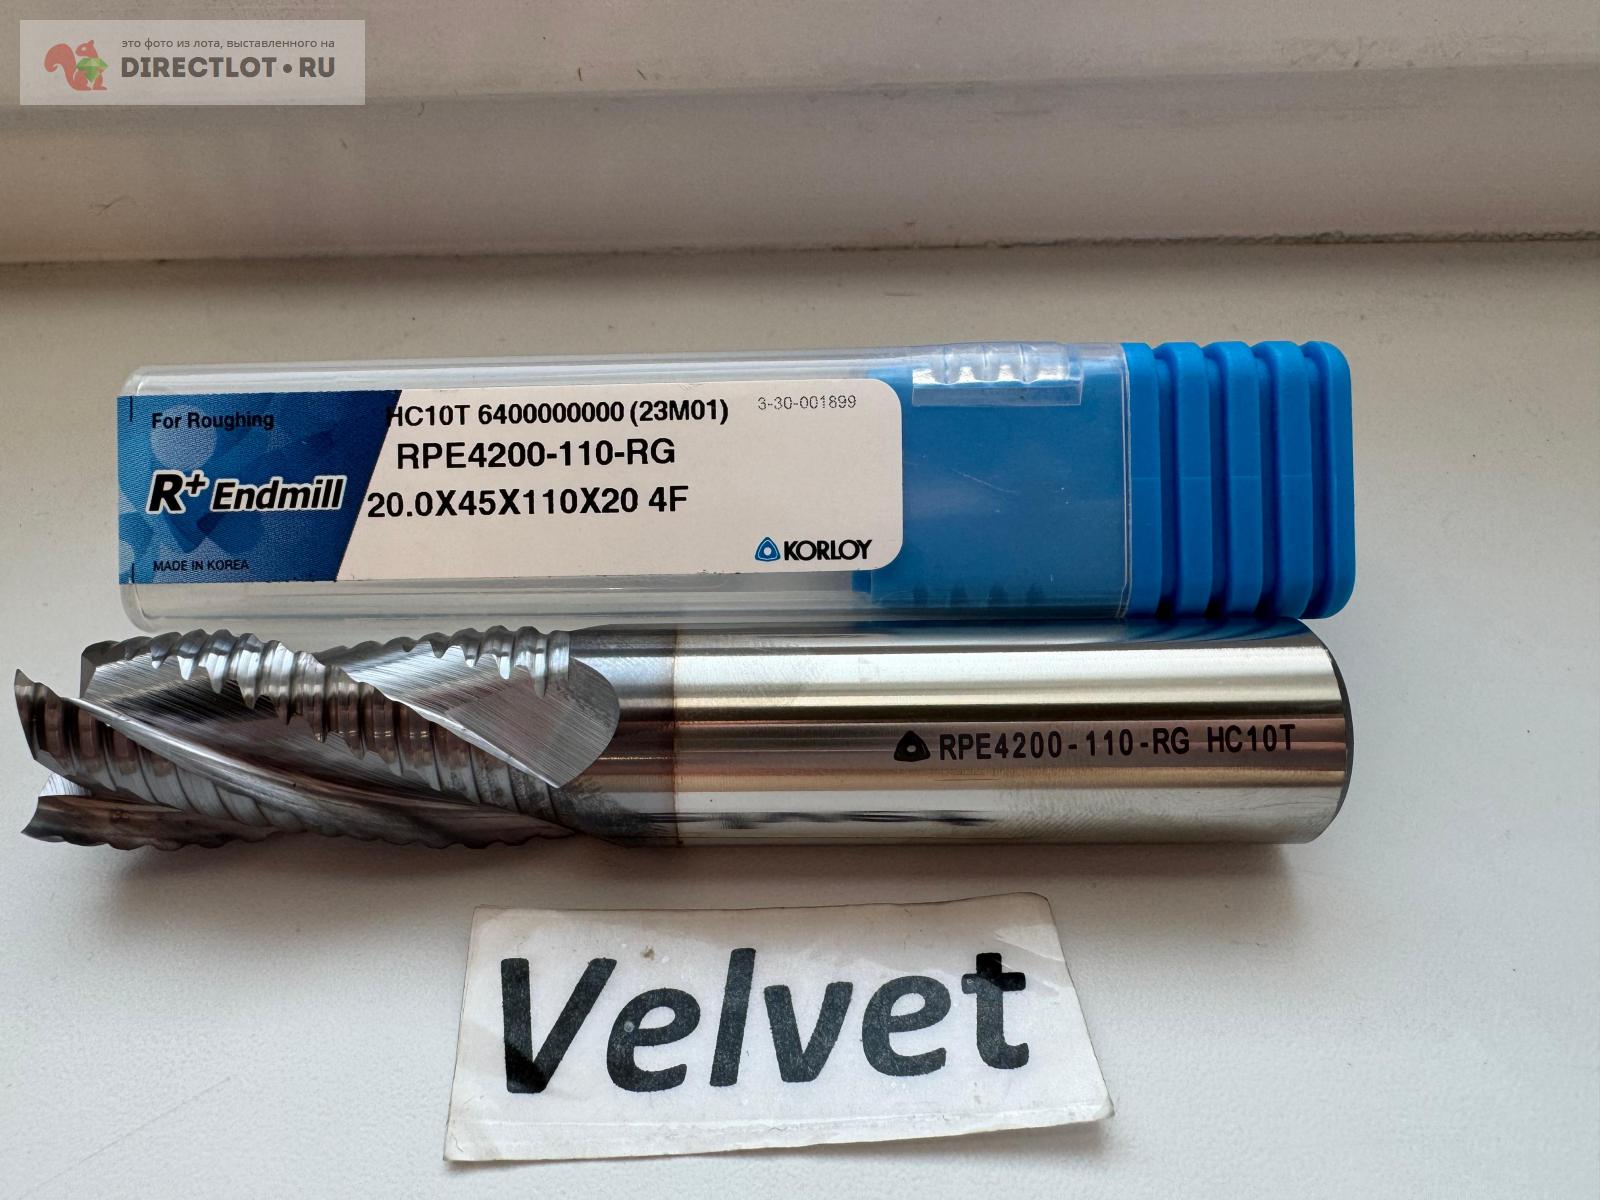 это фото из лота, выставленного на
DIRECTLOT•RU
For Roughing
R+ Endmill
MADE IN KOREA
HC10T 6400000000 (23M01)
3-30-001899
RPE4200-110-RG
20.0X45X110X20 4F
KORLOY
RPE4200-110-RG HC10T
Velvet